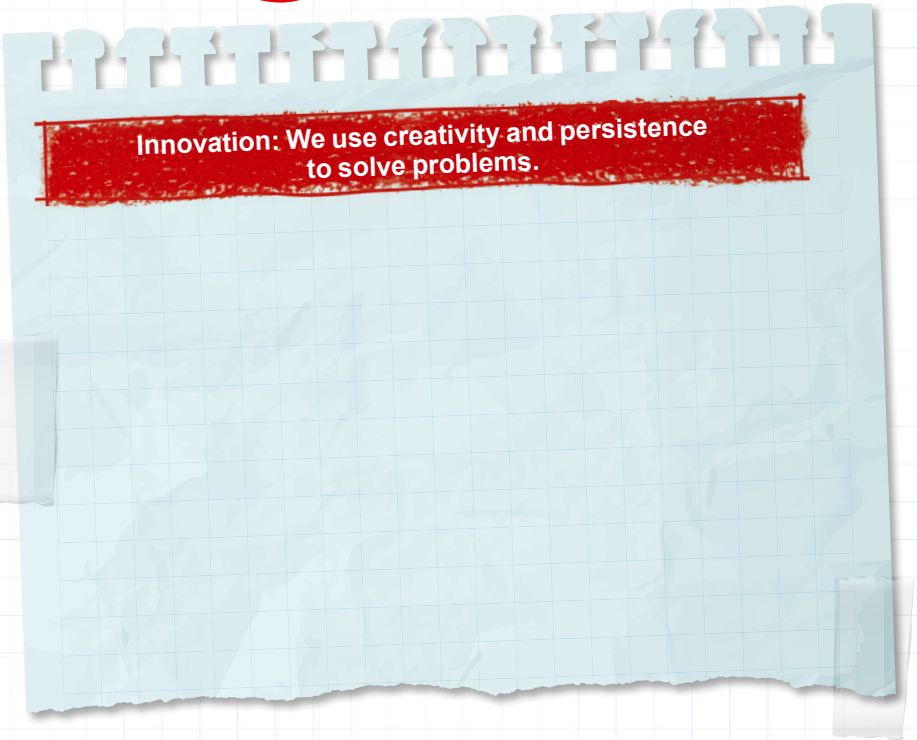 Innovation: We use creativity and persistence
to solve problems.